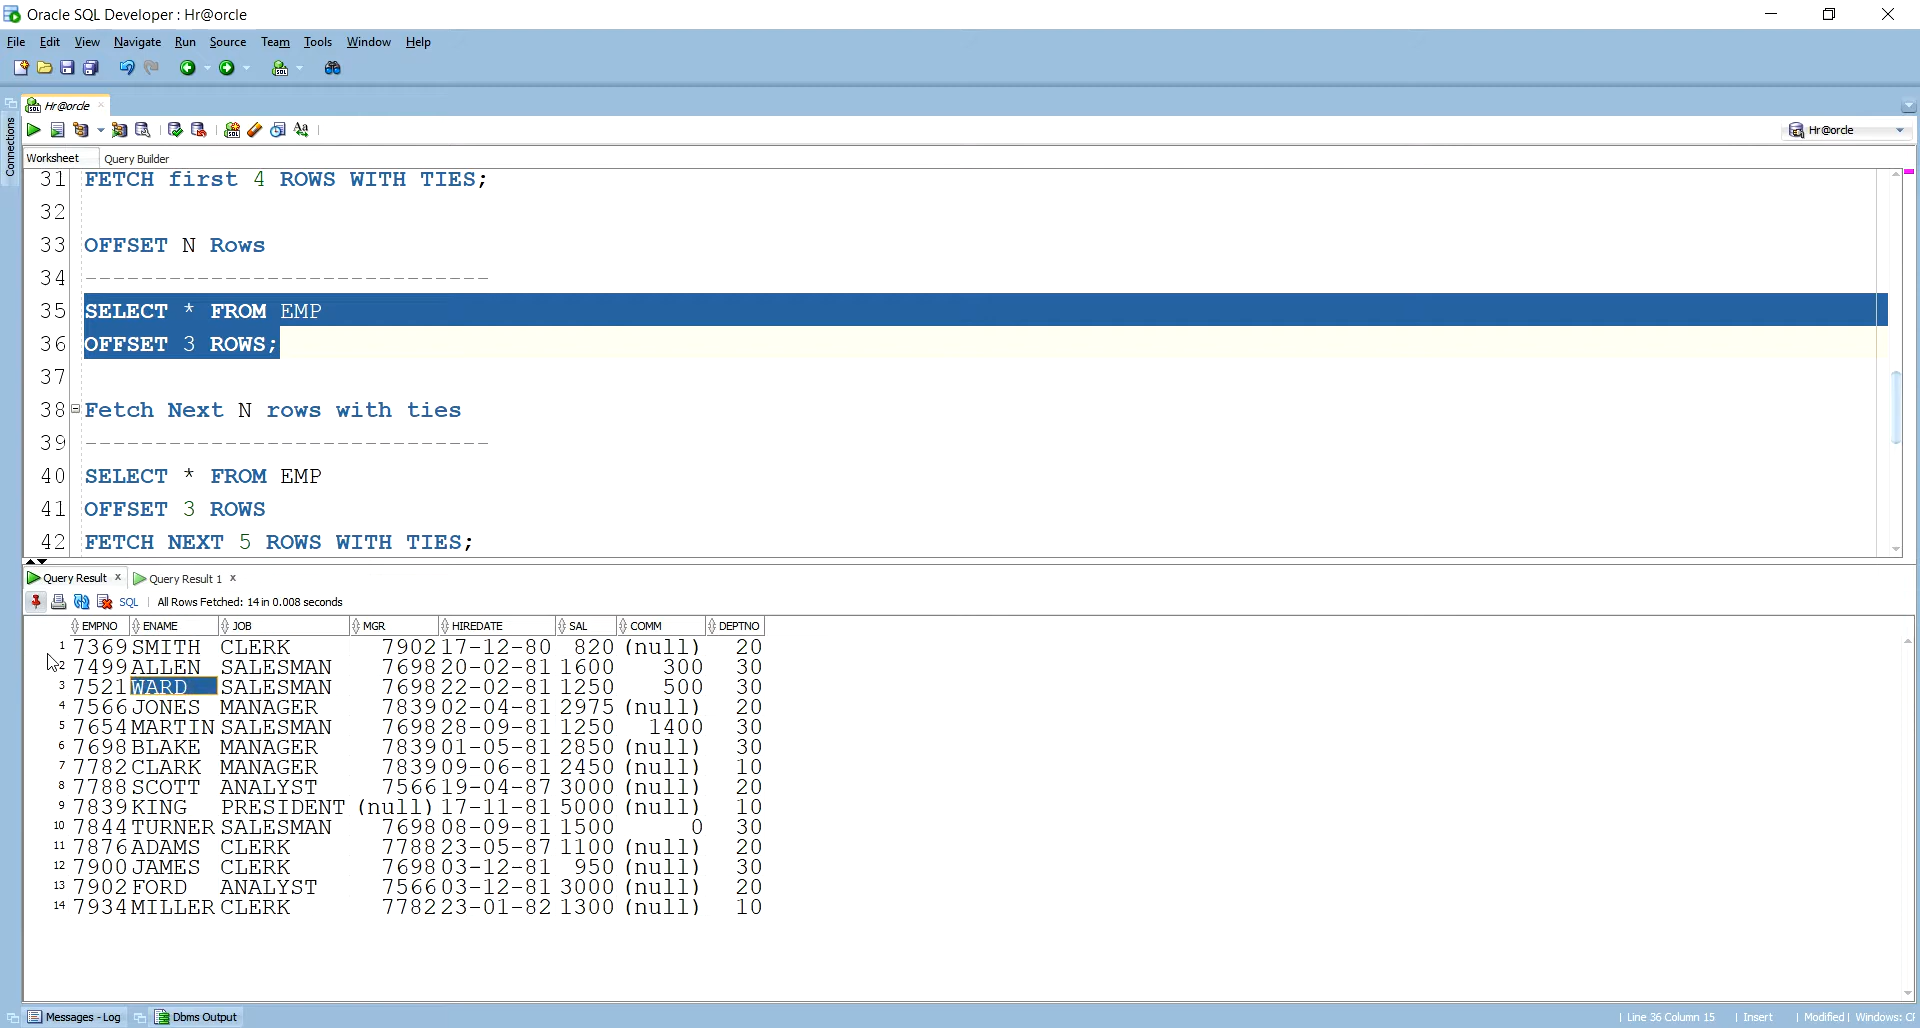 Oracle SQL Developer : Hr@orcle
File Edit View Navigate Run Source Team Tools Window Help
Hr@orcle
Connections
Hr@orcle
Worksheet Query Builder
31 FETCH first 4 ROWS WITH TIES;
32
33 OFFSET N Rows
34 -----------------------------
35 SELECT * FROM EMP
36 OFFSET 3 ROWS;
37
38 Fetch Next N rows with ties
39 -----------------------------
40 SELECT * FROM EMP
41 OFFSET 3 ROWS
42 FETCH NEXT 5 ROWS WITH TIES;
Query Result Query Result 1
SQL | All Rows Fetched: 14 in 0.008 seconds
EMPNO ENAME JOB MGR HIREDATE SAL COMM DEPTNO
1 7369 SMITH CLERK 7902 17-12-80 820 (null) 20
2 7499 ALLEN SALESMAN 7698 20-02-81 1600 300 30
3 7521 WARD SALESMAN 7698 22-02-81 1250 500 30
4 7566 JONES MANAGER 7839 02-04-81 2975 (null) 20
5 7654 MARTIN SALESMAN 7698 28-09-81 1250 1400 30
6 7698 BLAKE MANAGER 7839 01-05-81 2850 (null) 30
7 7782 CLARK MANAGER 7839 09-06-81 2450 (null) 10
8 7788 SCOTT ANALYST 7566 19-04-87 3000 (null) 20
9 7839 KING PRESIDENT (null) 17-11-81 5000 (null) 10
10 7844 TURNER SALESMAN 7698 08-09-81 1500 0 30
11 7876 ADAMS CLERK 7788 23-05-87 1100 (null) 20
12 7900 JAMES CLERK 7698 03-12-81 950 (null) 30
13 7902 FORD ANALYST 7566 03-12-81 3000 (null) 20
14 7934 MILLER CLERK 7782 23-01-82 1300 (null) 10
Messages - Log Dbms Output
| Line 36 Column 15 | Insert | Modified | Windows: CF